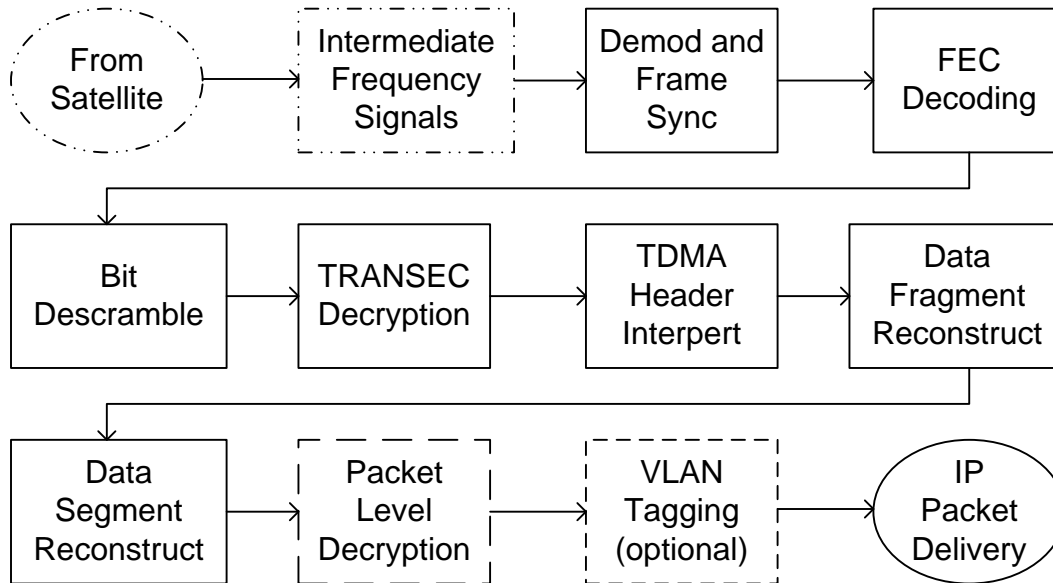 From
Satellite
Intermediate
Frequency
Signals
Demod and
Frame
Sync
FEC
Decoding
Bit
Descramble
TRANSEC
Decryption
TDMA
Header
Interpert
Data
Fragment
Reconstruct
Data
Segment
Reconstruct
Packet
Level
Decryption
VLAN
Tagging
(optional)
IP
Packet
Delivery